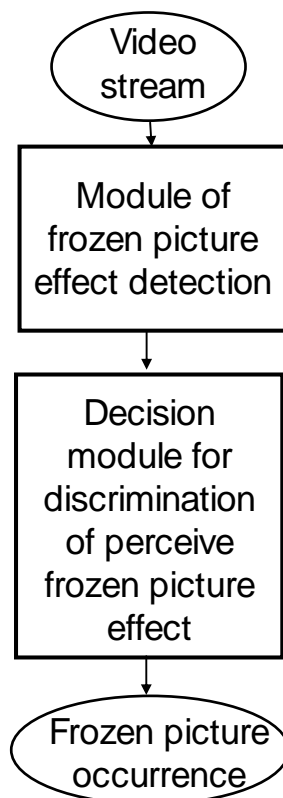 Video
stream
Module of
frozen picture
effect detection
Decision
module for
discrimination
of perceive
frozen picture
effect
Frozen picture
occurrence